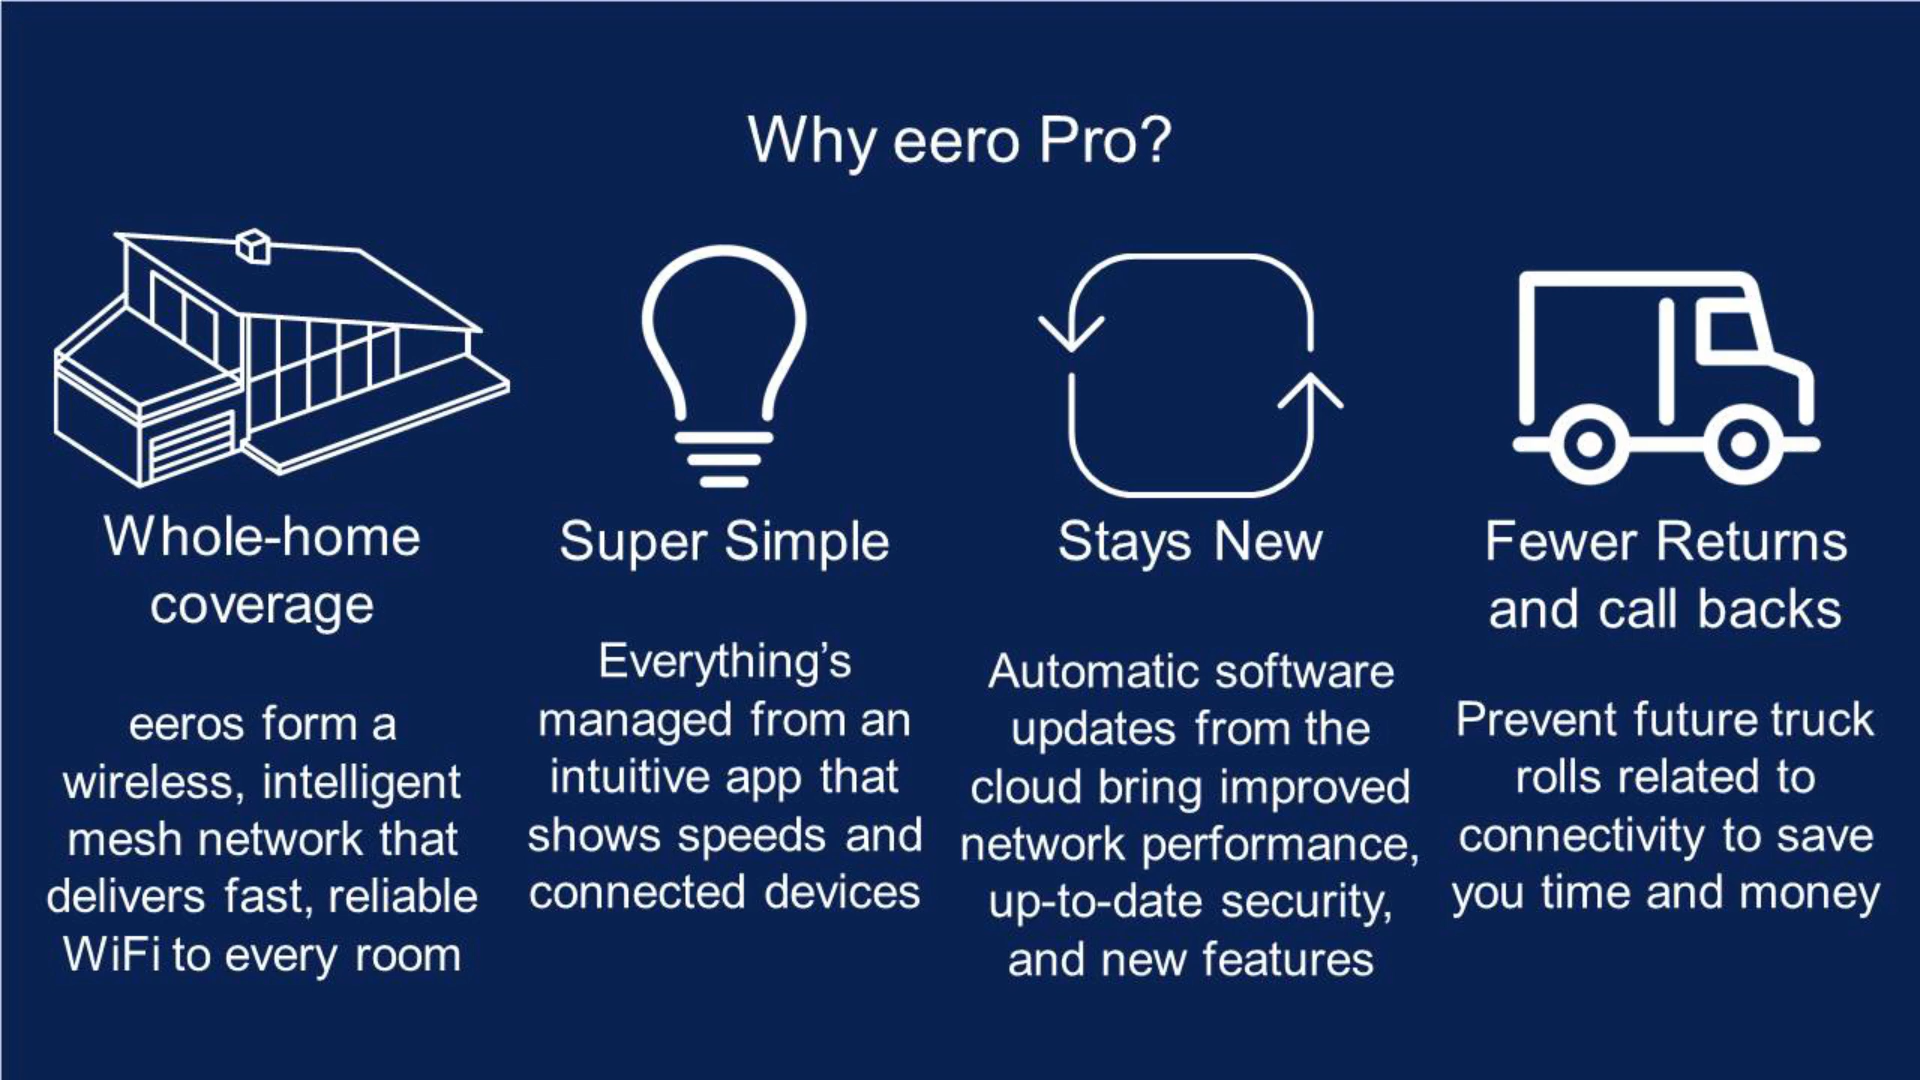 Why eero Pro?
Whole-home
coverage
eeros form a
wireless, intelligent
mesh network that
delivers fast, reliable
WiFi to every room
Super Simple
Everything’s
managed from an
intuitive app that
shows speeds and
connected devices
Stays New
Automatic software
updates from the
cloud bring improved
network performance,
up-to-date security,
and new features
Fewer Returns
and call backs
Prevent future truck
rolls related to
connectivity to save
you time and money